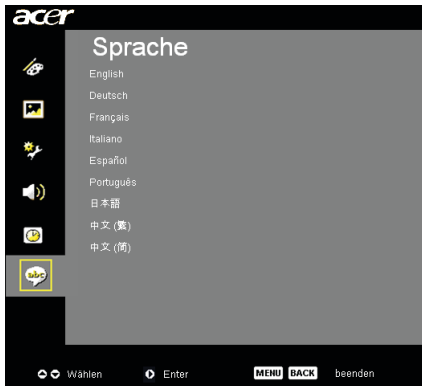 acer
Sprache
English
Deutsch
Français
Italiano
Español
Português
日本語
中文 (繁)
中文 (简)
abc
Wählen Enter MENU BACK beenden